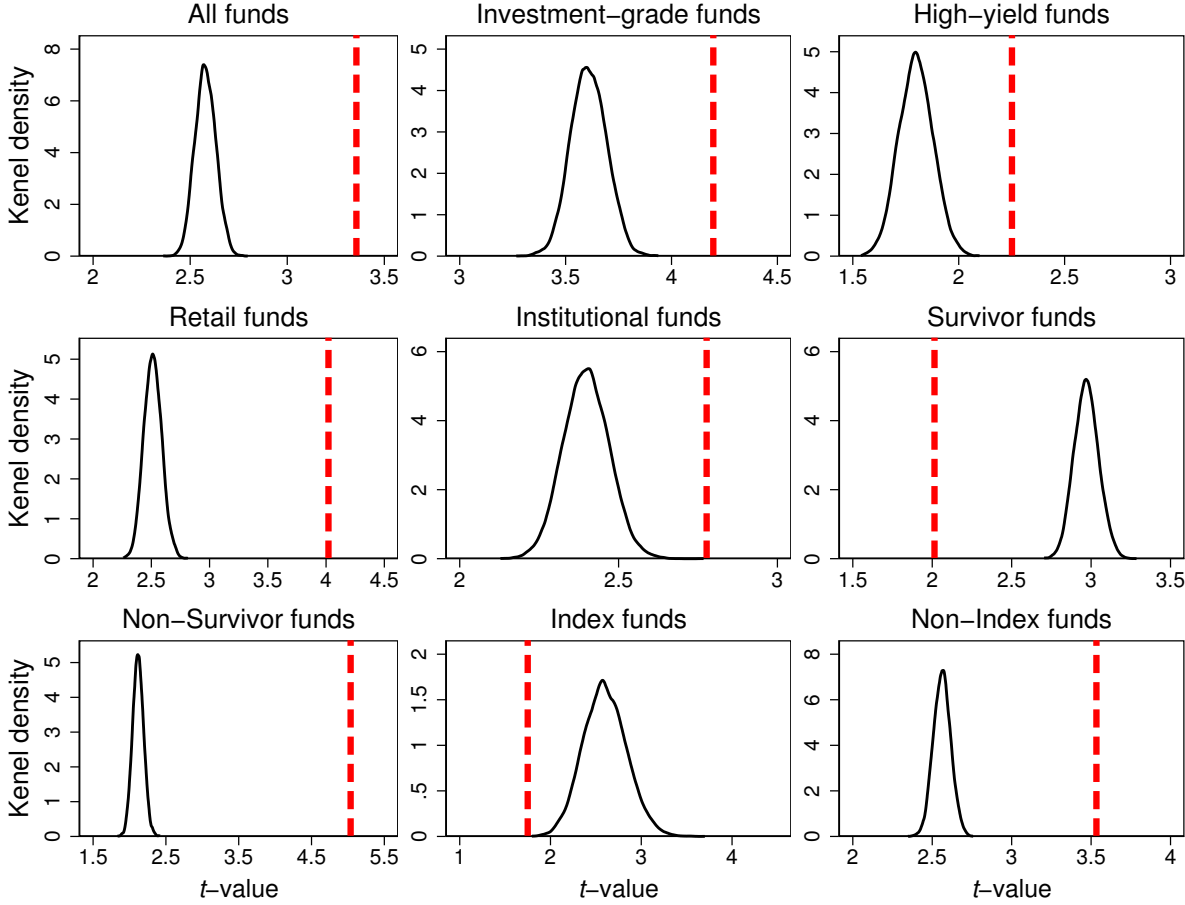 All funds
Investment−grade funds
High−yield funds
Kenel density
0 2 4 6 8
2 2.5 3 3.5
0 1 2 3 4 5
3 3.5 4 4.5
0 1 2 3 4 5
1.5 2 2.5 3
Retail funds
Institutional funds
Survivor funds
Kenel density
0 1 2 3 4 5
2 2.5 3 3.5 4 4.5
0 2 4 6
2 2.5 3
0 2 4 6
1.5 2 2.5 3 3.5
Non−Survivor funds
Index funds
Non−Index funds
Kenel density
0 1 2 3 4 5
1.5 2.5 3.5 4.5 5.5
t−value
.0 .5 1 1.5 2
1 2 3 4
t−value
0 2 4 6 8
2 2.5 3 3.5 4
t−value